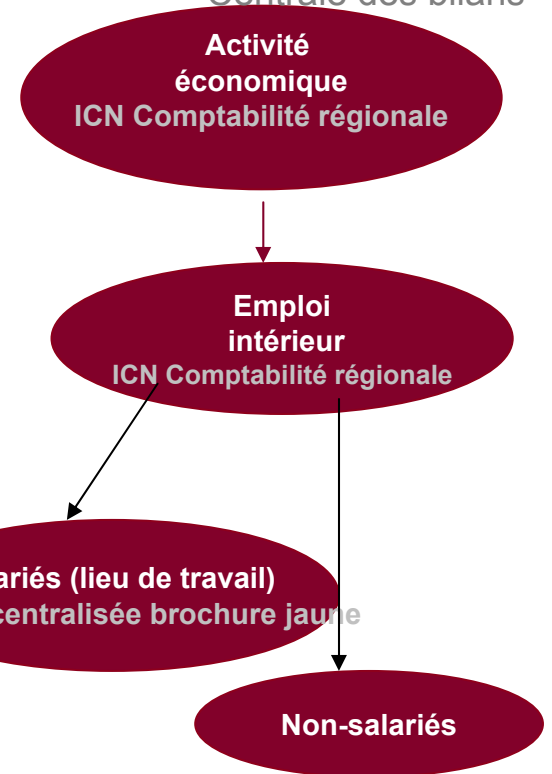 Centrale des bilans
Activité
économique
ICN Comptabilité régionale
Emploi
intérieur
ICN Comptabilité régionale
ariés (lieu de travail)
centralisée brochure jaune
Non-salariés